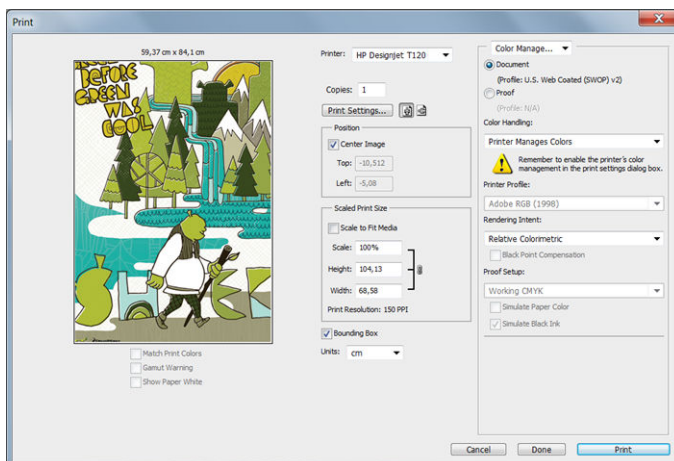 Print
59,37 cm x 84,1 cm
BEFORE
GREEN
WAS
COOL
SHREK
Match Print Colors
Gamut Warning
Show Paper White
Printer: HP Designjet T120
Copies: 1
Print Settings...
Position
Center Image
Top: -10,512
Left: -5,08
Scaled Print Size
Scale to Fit Media
Scale: 100%
Height: 104,13
Width: 68,58
Print Resolution: 150 PPI
Bounding Box
Units: cm
Color Manage...
Document
(Profile: U.S. Web Coated (SWOP) v2)
Proof
(Profile: N/A)
Color Handling:
Printer Manages Colors
Remember to enable the printer's color
management in the print settings dialog box.
Printer Profile:
Adobe RGB (1998)
Rendering Intent:
Relative Colorimetric
Black Point Compensation
Proof Setup:
Working CMYK
Simulate Paper Color
Simulate Black Ink
Cancel
Done
Print